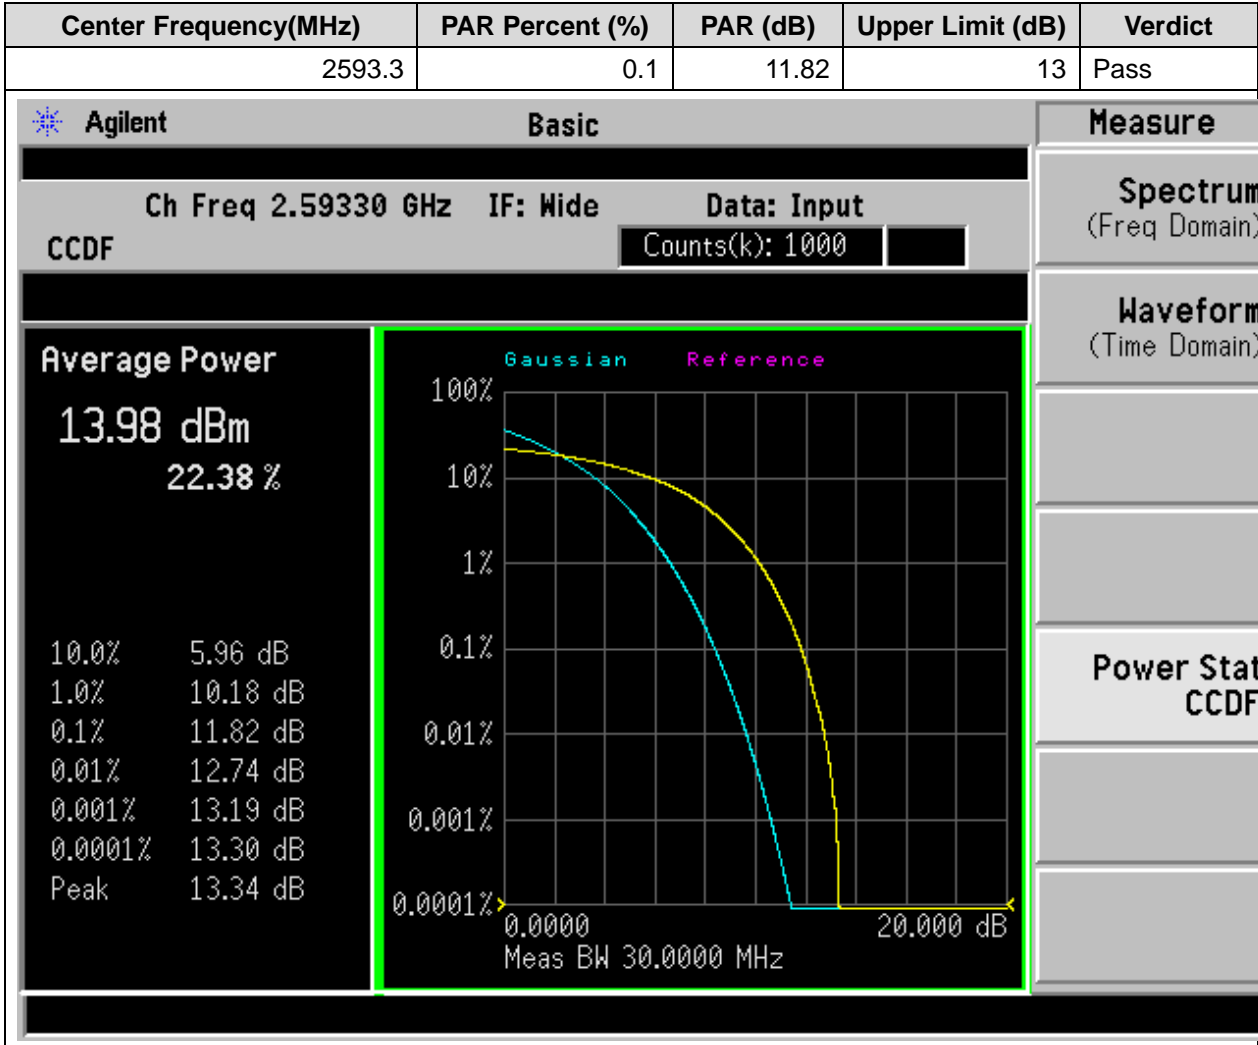 Center Frequency(MHz) PAR Percent (%) PAR (dB) Upper Limit (dB) Verdict
2593.3 0.1 11.82 13 Pass
Agilent Basic Measure
Ch Freq 2.59330 GHz IF: Wide Data: Input
CCDF Counts(k): 1000
Average Power
13.98 dBm
22.38 %
10.0% 5.96 dB
1.0% 10.18 dB
0.1% 11.82 dB
0.01% 12.74 dB
0.001% 13.19 dB
0.0001% 13.30 dB
Peak 13.34 dB
Gaussian Reference
100%
10%
1%
0.1%
0.01%
0.001%
0.0001%
0.0000 20.000 dB
Meas BW 30.0000 MHz
Spectrum
(Freq Domain)
Waveform
(Time Domain)
Power Stat
CCDF